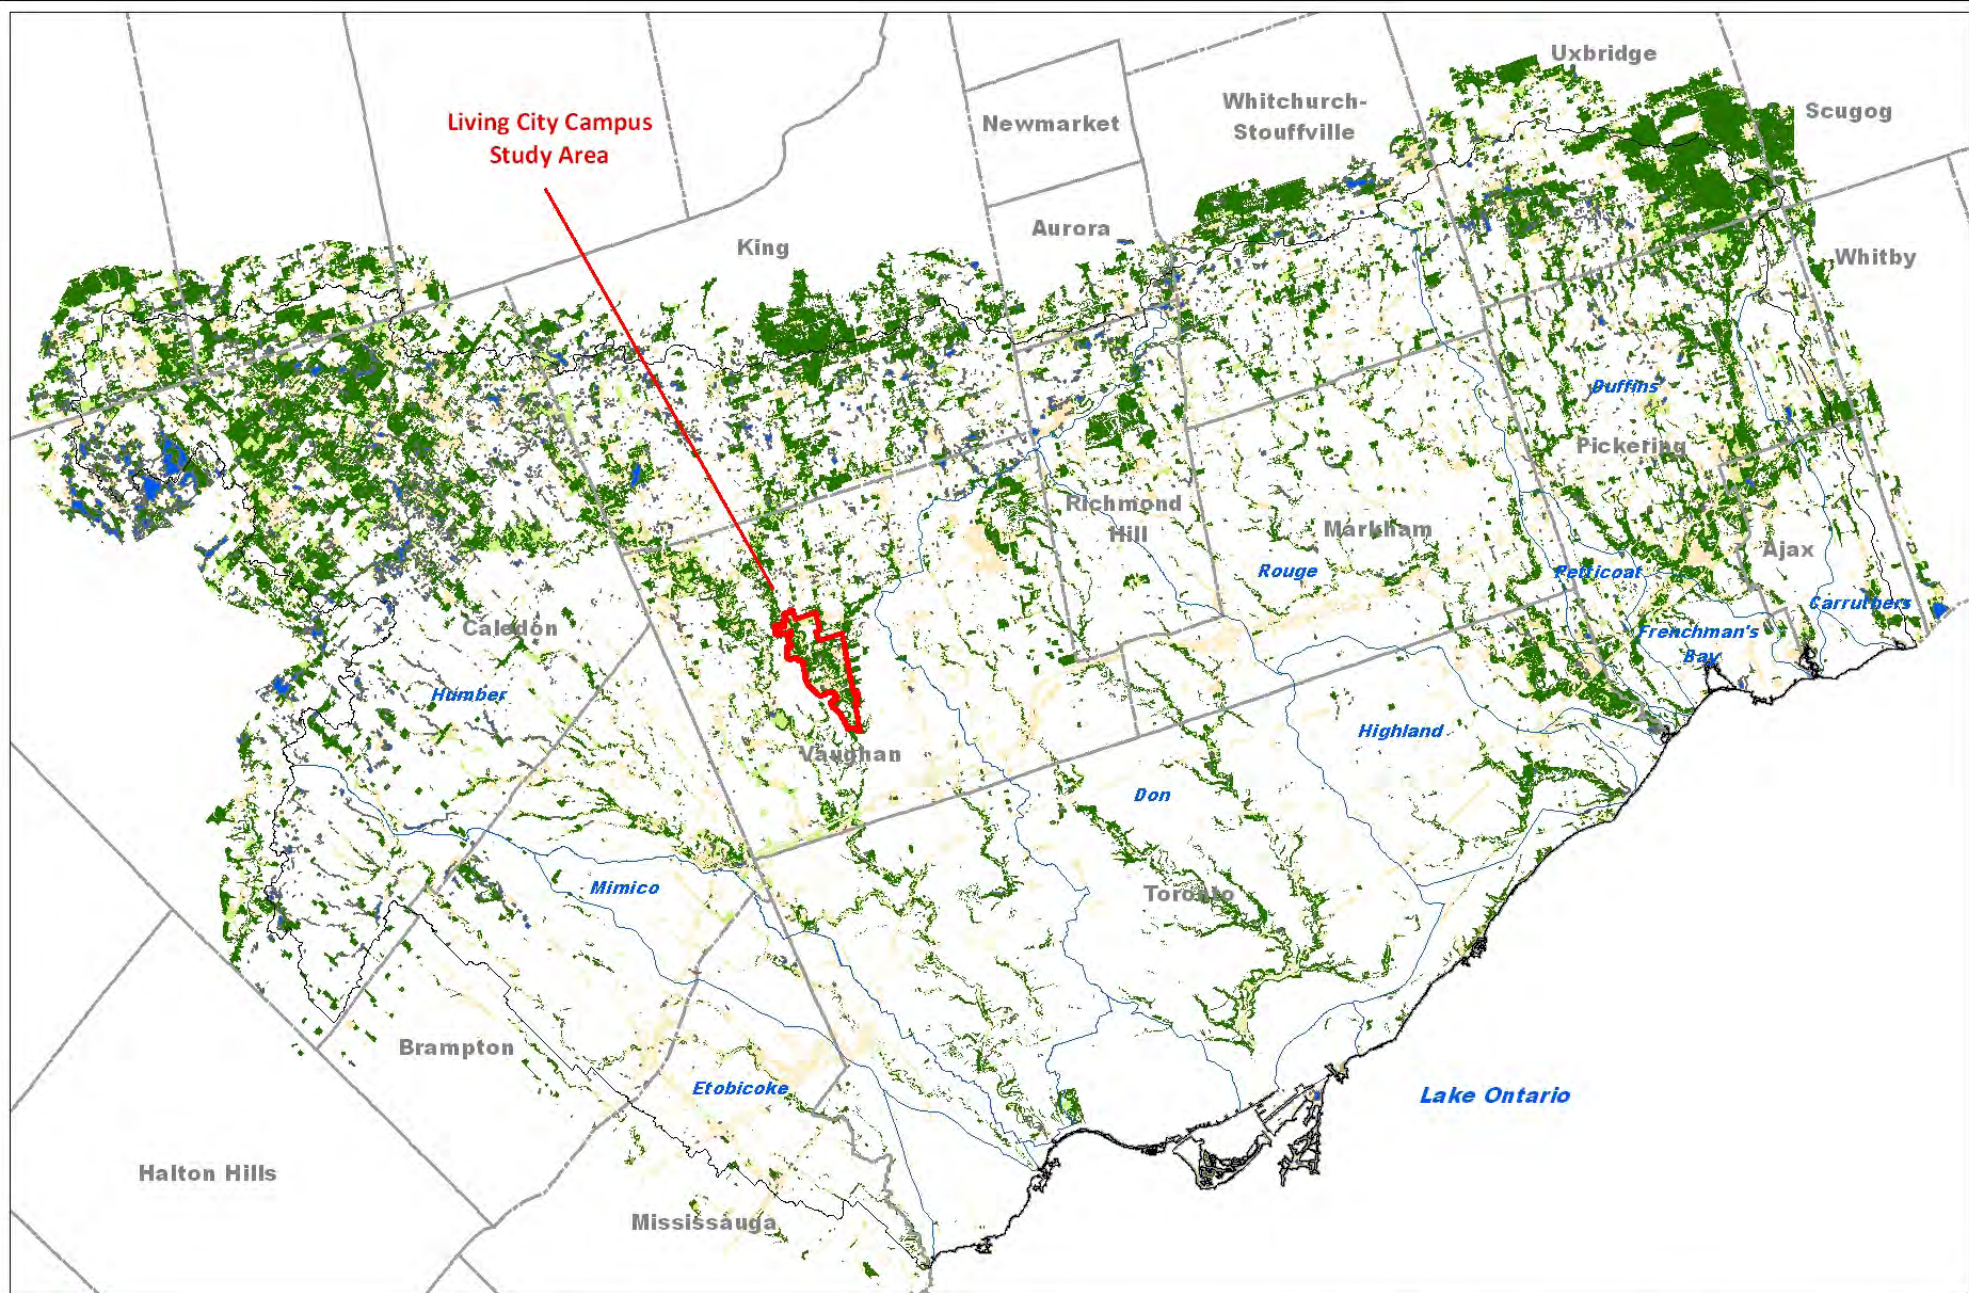 Uxbridge
Whitchurch-
Stouffville
Scugog
Living City Campus
Study Area
Newmarket
Aurora
King
Whitby
Duffins
Pickering
Richmond
Hill
Markham
Ajax
Rouge
Petticoat
Carruthers
Frenchman's
Bay
Caledon
Humber
Highland
Vaughan
Don
Mimico
Toronto
Brampton
Etobicoke
Lake Ontario
Halton Hills
Mississauga